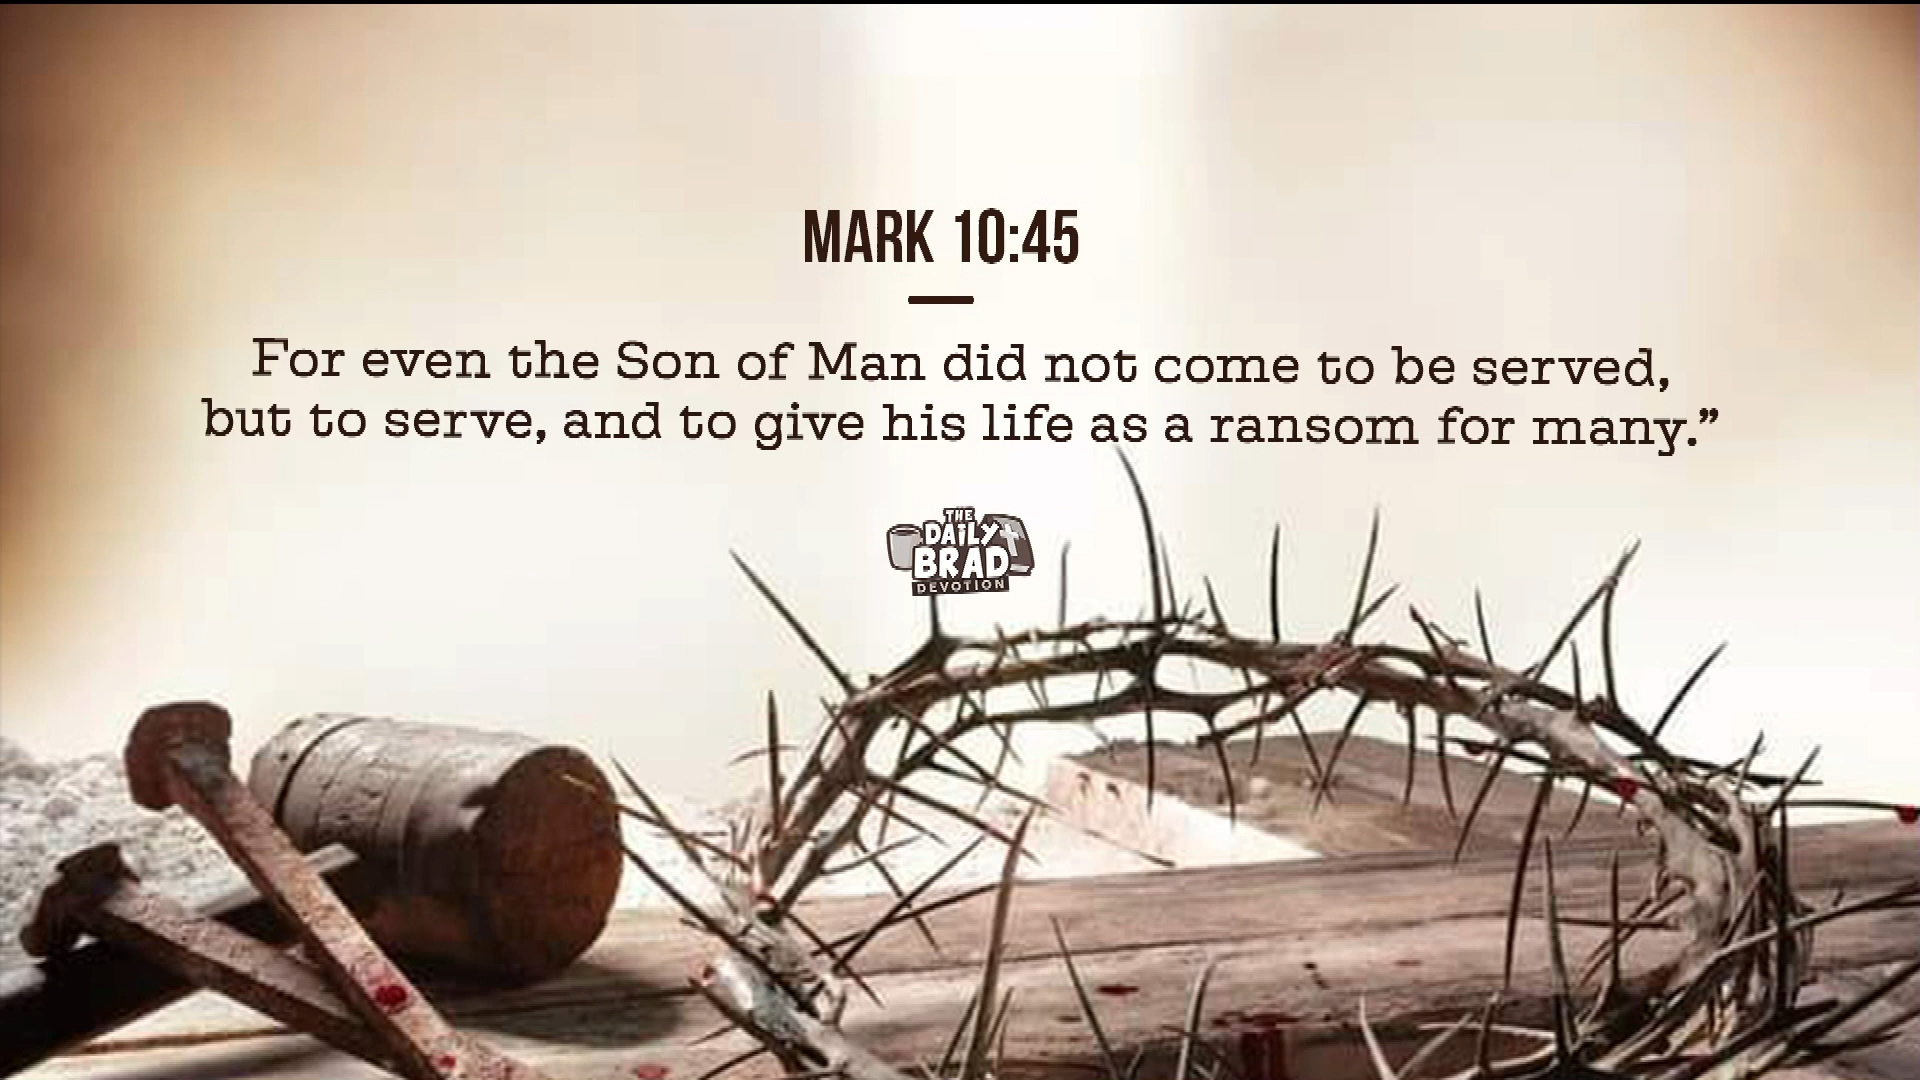 MARK 10:45
For even the Son of Man did not come to be served,
but to serve, and to give his life as a ransom for many.”
THE
DAILY
BRAD
DEVOTION